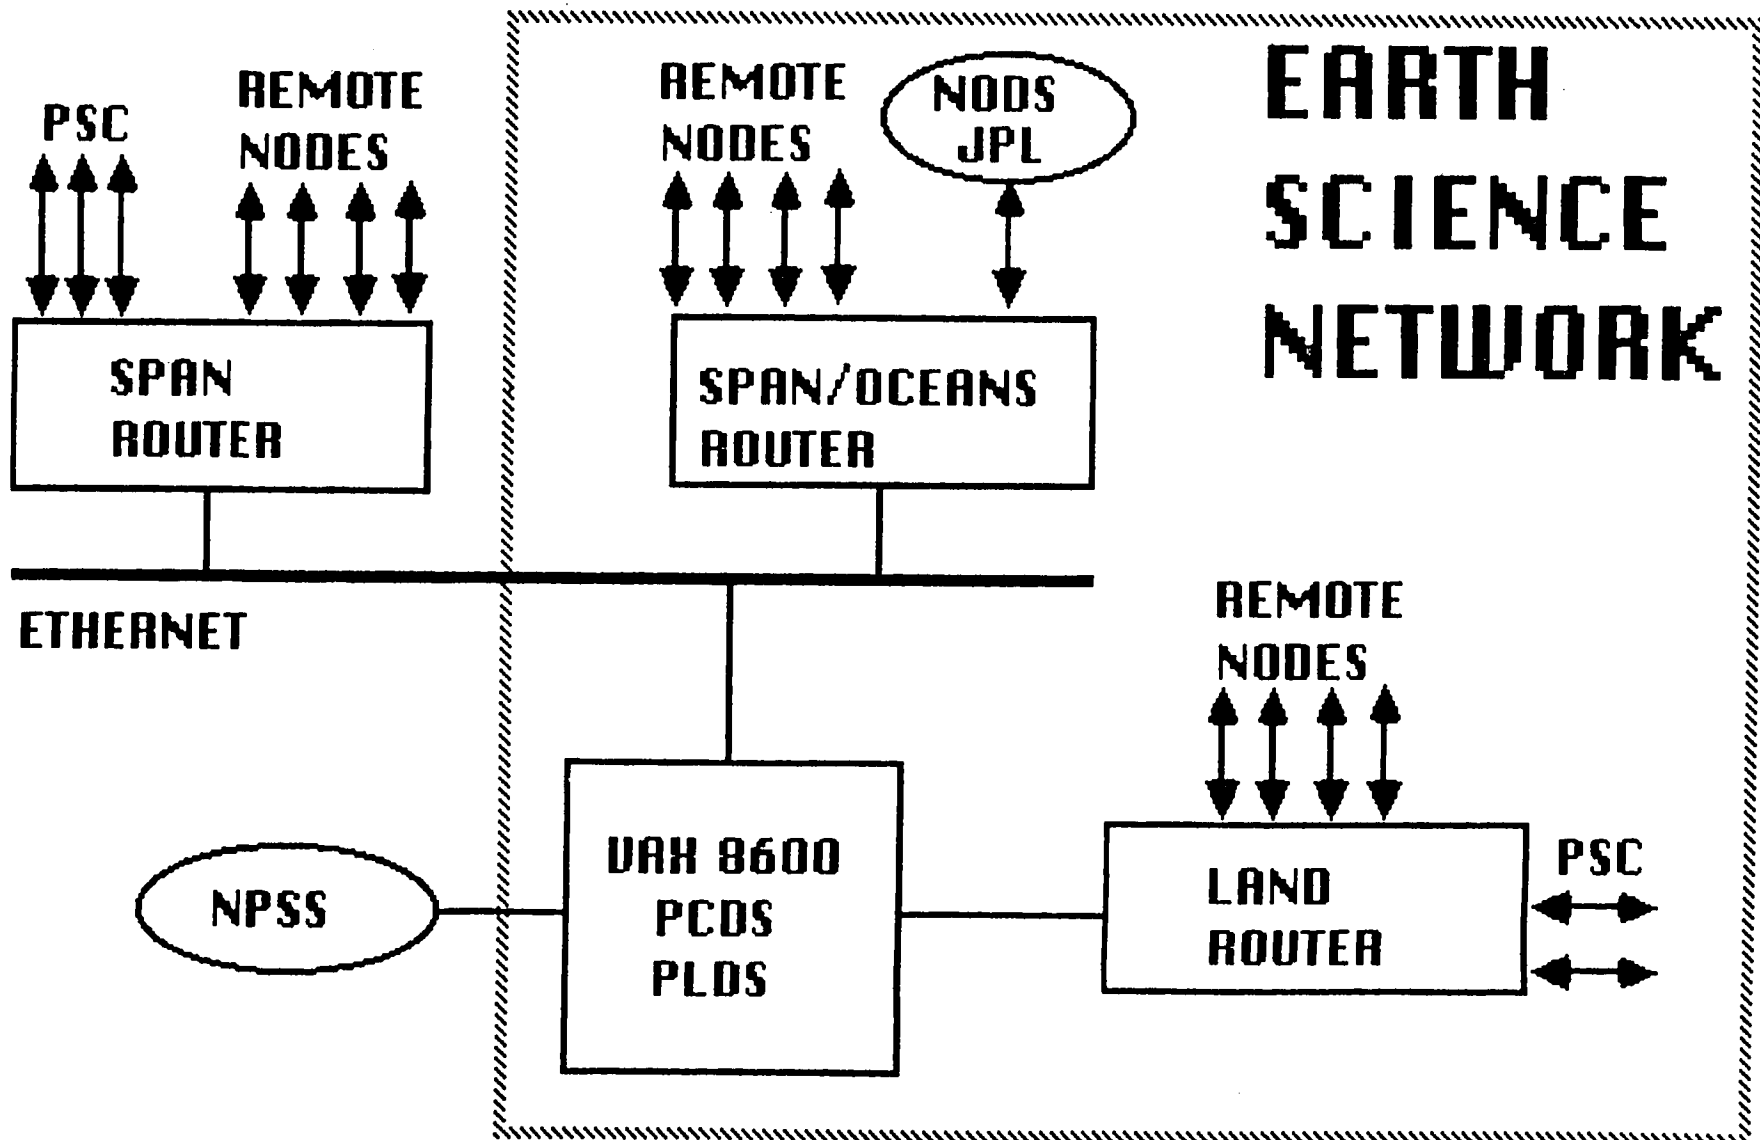 EARTH
SCIENCE
NETWORK
PSC
REMOTE
NODES
REMOTE
NODES
NODS
JPL
SPAN
ROUTER
SPAN/OCEANS
ROUTER
ETHERNET
REMOTE
NODES
NPSS
VAX 8600
PCDS
PLDS
LAND
ROUTER
PSC